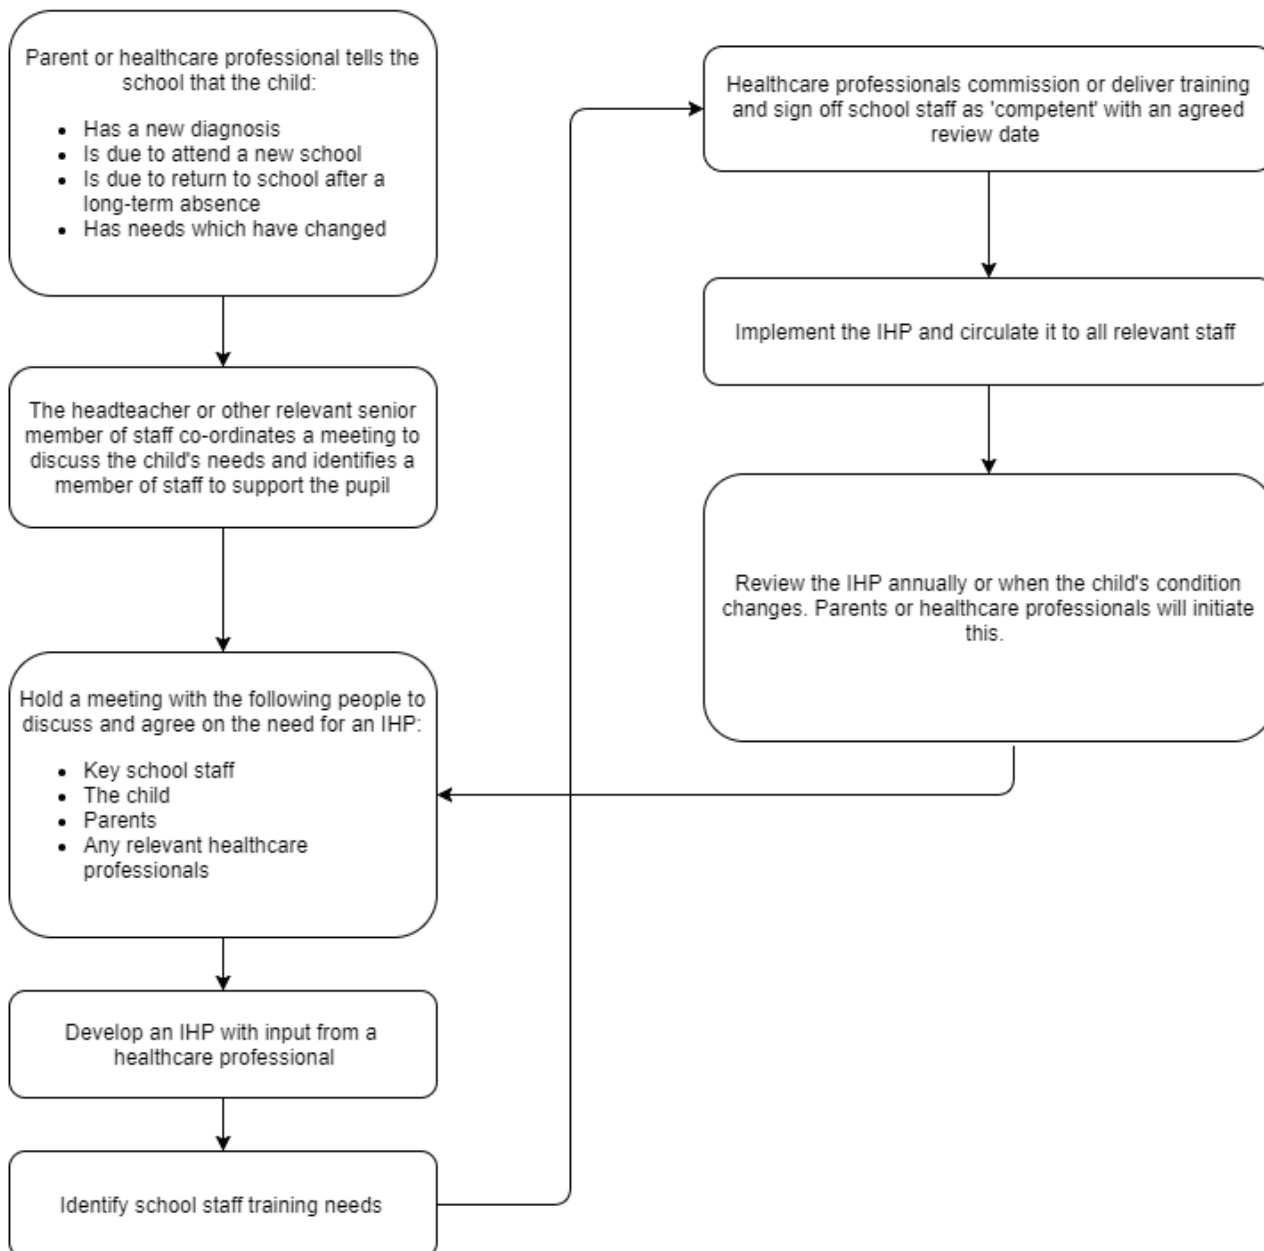 Parent or healthcare professional tells the
school that the child:
• Has a new diagnosis
• Is due to attend a new school
• Is due to return to school after a
long-term absence
• Has needs which have changed
The headteacher or other relevant senior
member of staff co-ordinates a meeting to
discuss the child's needs and identifies a
member of staff to support the pupil
Hold a meeting with the following people to
discuss and agree on the need for an IHP:
• Key school staff
• The child
• Parents
• Any relevant healthcare
professionals
Develop an IHP with input from a
healthcare professional
Identify school staff training needs
Healthcare professionals commission or deliver training
and sign off school staff as 'competent' with an agreed
review date
Implement the IHP and circulate it to all relevant staff
Review the IHP annually or when the child's condition
changes. Parents or healthcare professionals will initiate
this.